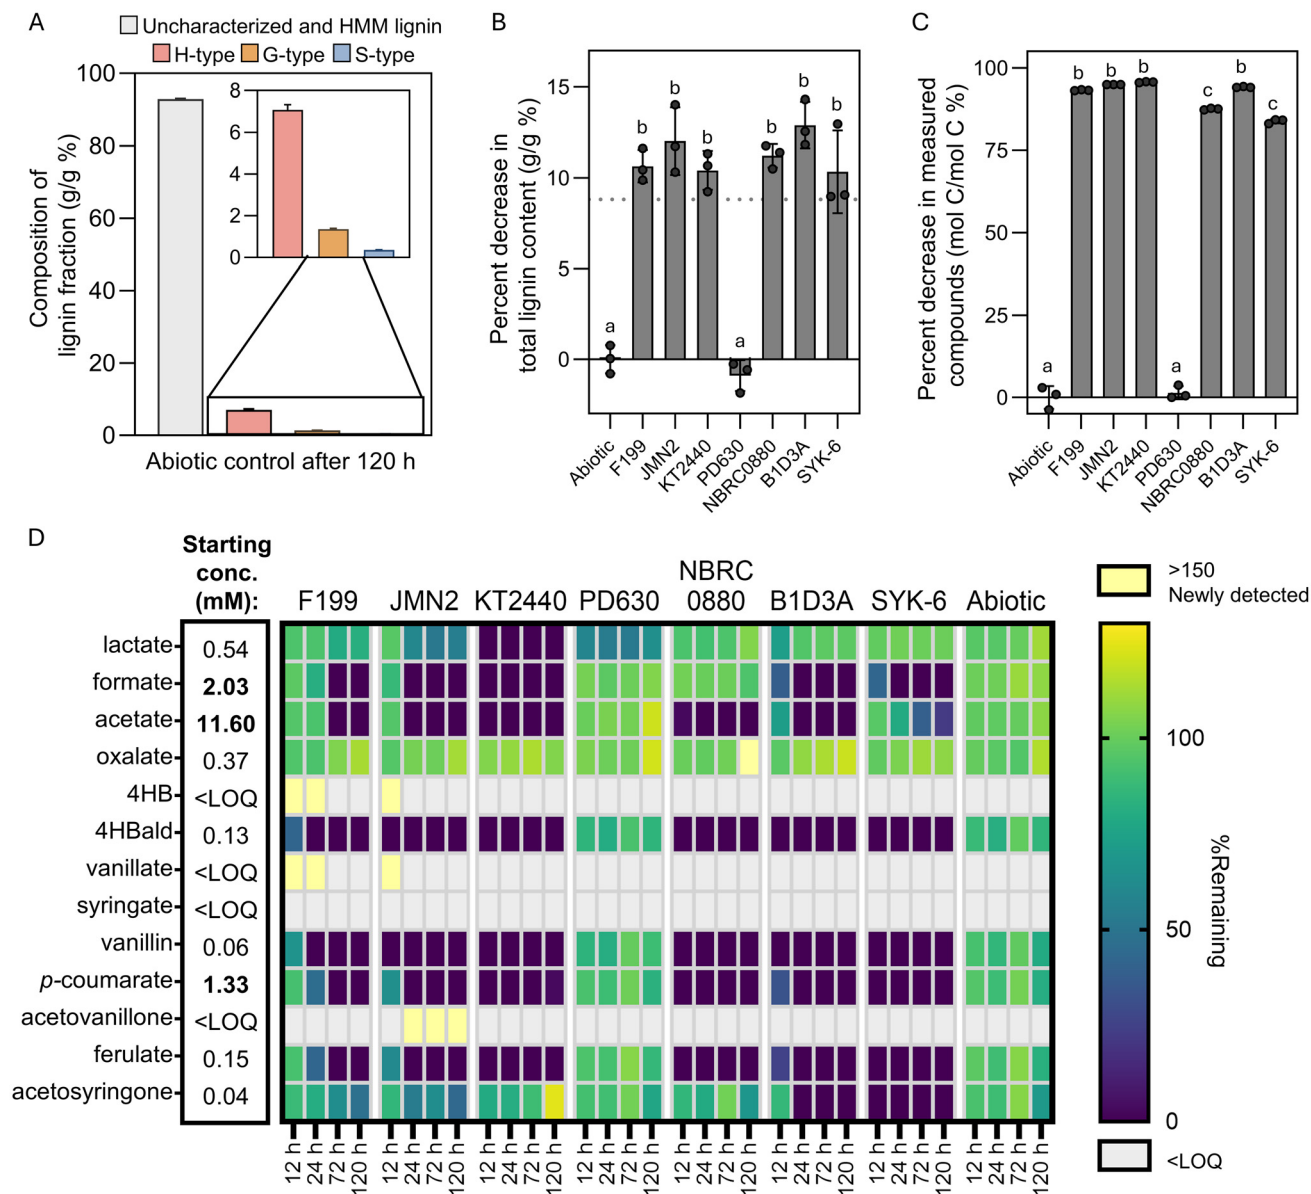 A
Uncharacterized and HMM lignin
H-type G-type S-type
Composition of
lignin fraction (g/g %)
100
80
60
40
20
0
8
6
4
2
0
Abiotic control after 120 h
B
Percent decrease in
total lignin content (g/g %)
15
10
5
0
a b b b a b b b
Abiotic
F199
JMN2
KT2440
PD630
NBRC0880
B1D3A
SYK-6
C
Percent decrease in measured
compounds (mol C/mol C %)
100
75
50
25
0
a b b b a c b c
Abiotic
F199
JMN2
KT2440
PD630
NBRC0880
B1D3A
SYK-6
D
Starting
conc.
(mM):
F199 JMN2 KT2440 PD630 NBRC
0880 B1D3A SYK-6 Abiotic
lactate 0.54
formate 2.03
acetate 11.60
oxalate 0.37
4HB <LOQ
4HBald 0.13
vanillate <LOQ
syringate <LOQ
vanillin 0.06
p-coumarate 1.33
acetovanillone <LOQ
ferulate 0.15
acetosyringone 0.04
12 h 24 h 72 h 120 h 12 h 24 h 72 h 120 h 12 h 24 h 72 h 120 h 12 h 24 h 72 h 120 h 12 h 24 h 72 h 120 h 12 h 24 h 72 h 120 h 12 h 24 h 72 h 120 h 12 h 24 h 72 h 120 h
>150
Newly detected
100
50
0
%Remaining
<LOQ